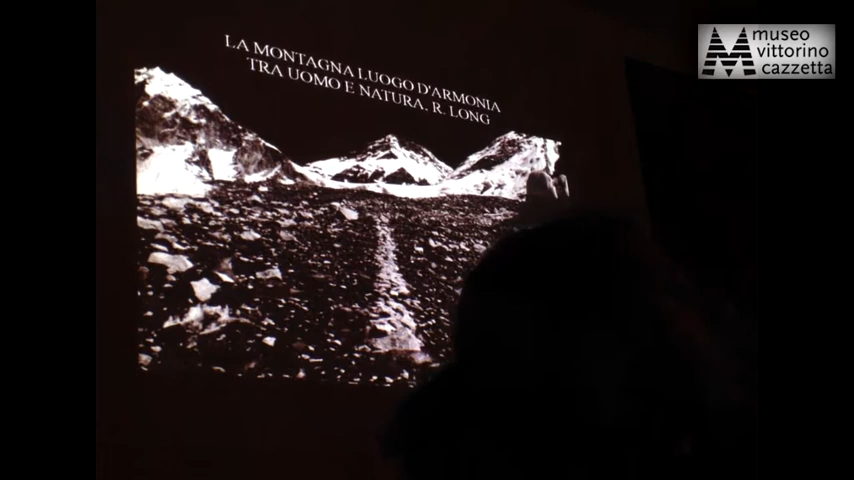 LA MONTAGNA LUOGO D'ARMONIA
TRA UOMO E NATURA. R. LONG
museo
vittorino
cazzetta